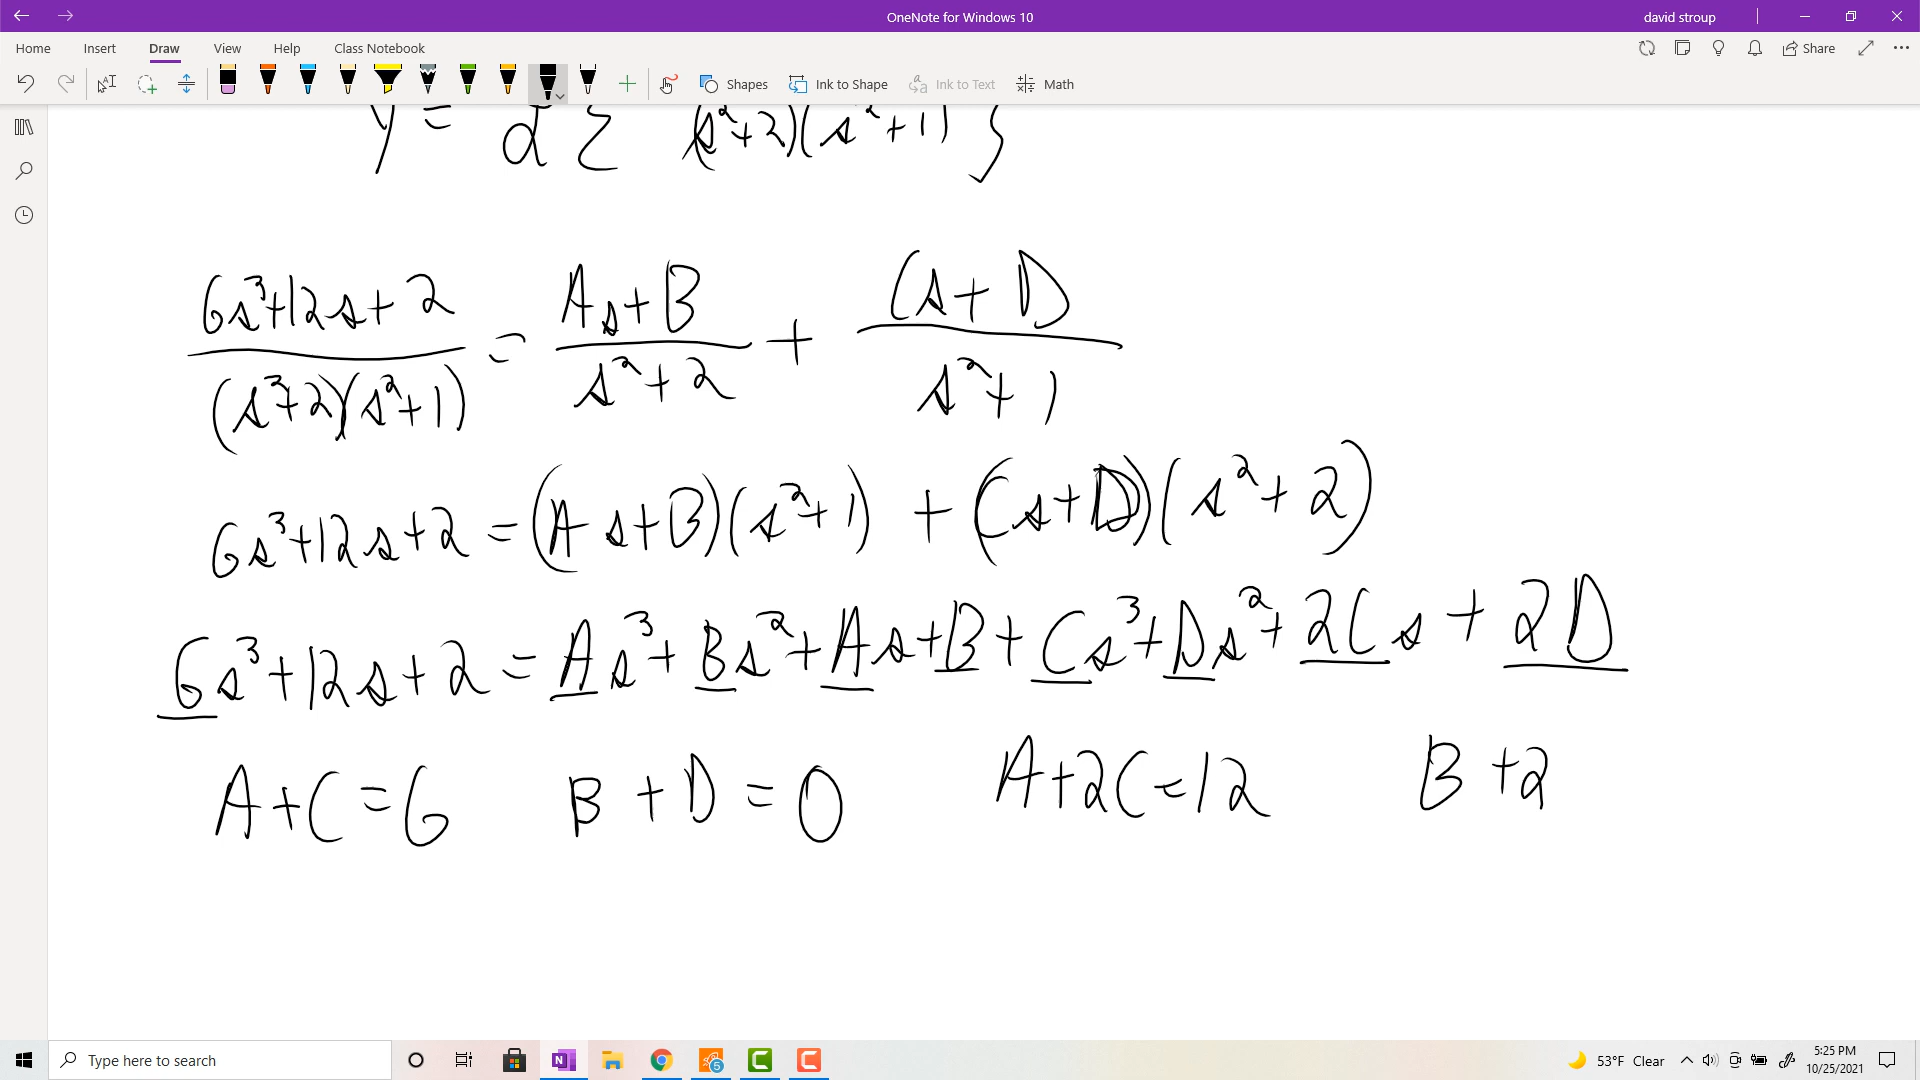 OneNote for Windows 10
david stroup
Home Insert Draw View Help Class Notebook
Share
Shapes Ink to Shape Ink to Text Math
y = ℒ { (s²+2)(s²+1) }
6s³+12s+2 = As+B + Cs+D
(s²+2)(s²+1) s²+2 s²+1
6s³+12s+2 = (As+B)(s²+1) + (Cs+D)(s²+2)
6s³+12s+2 = As³+Bs²+As+B+Cs³+Ds²+2Cs+2D
A+C=6 B+D=0 A+2C=12 B+2
Type here to search
N
5
53°F Clear
5:25 PM
10/25/2021